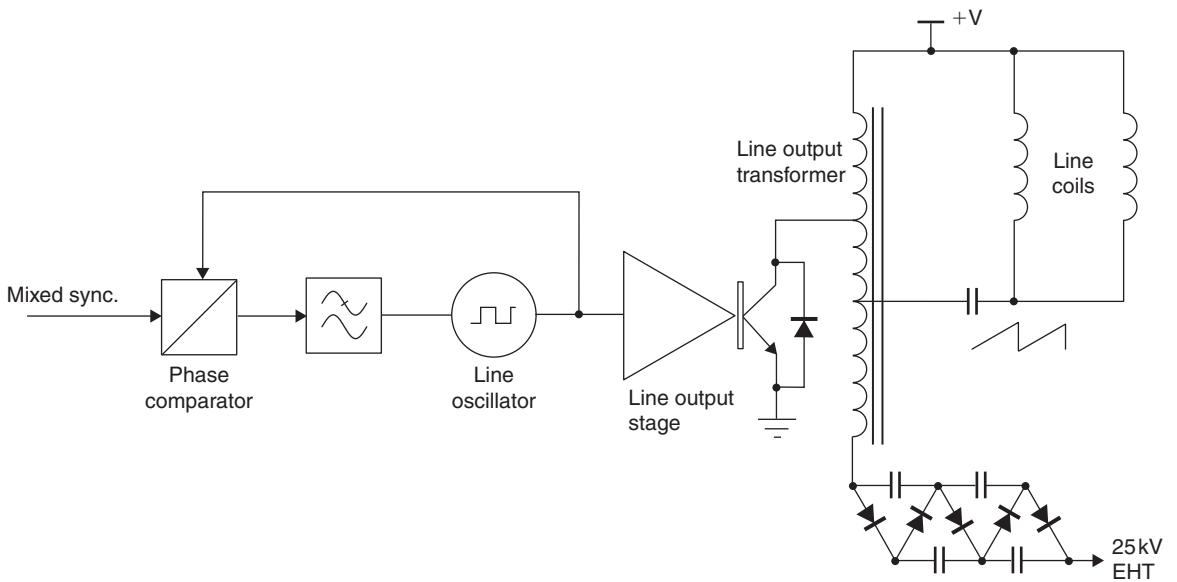 +V
Line output
transformer
Line
coils
Mixed sync.
Phase
comparator
Line
oscillator
Line output
stage
25kV
EHT